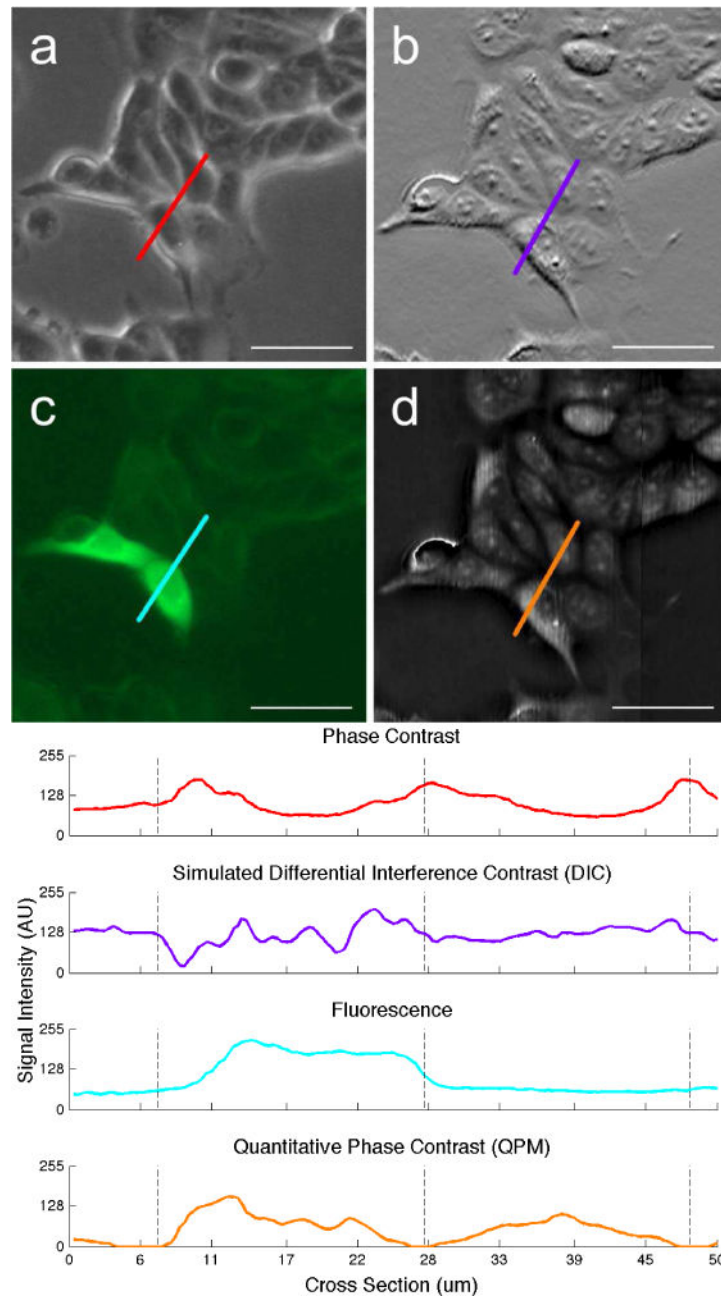 a
b
c
d
Phase Contrast
255
128
0
Simulated Differential Interference Contrast (DIC)
255
128
0
Fluorescence
255
128
0
Quantitative Phase Contrast (QPM)
255
128
0
Signal Intensity (AU)
0 6 11 17 22 28 33 39 45 50
Cross Section (um)